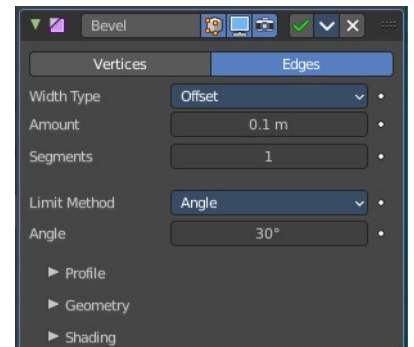 Bevel
Vertices Edges
Width Type Offset
Amount 0.1 m
Segments 1
Limit Method Angle
Angle 30°
Profile
Geometry
Shading